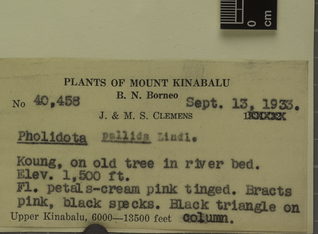 0
cm
PLANTS OF MOUNT KINABALU
B. N. Borneo
No 40,458 Sept. 13, 1933.
J. & M. S. CLEMENS
Pholidota pallida Lindl.
Koung, on old tree in river bed.
Elev. 1,500 ft.
Fl. petals-cream pink tinged. Bracts
pink, black specks. Black triangle on
Upper Kinabalu, 6000—13500 feet column.